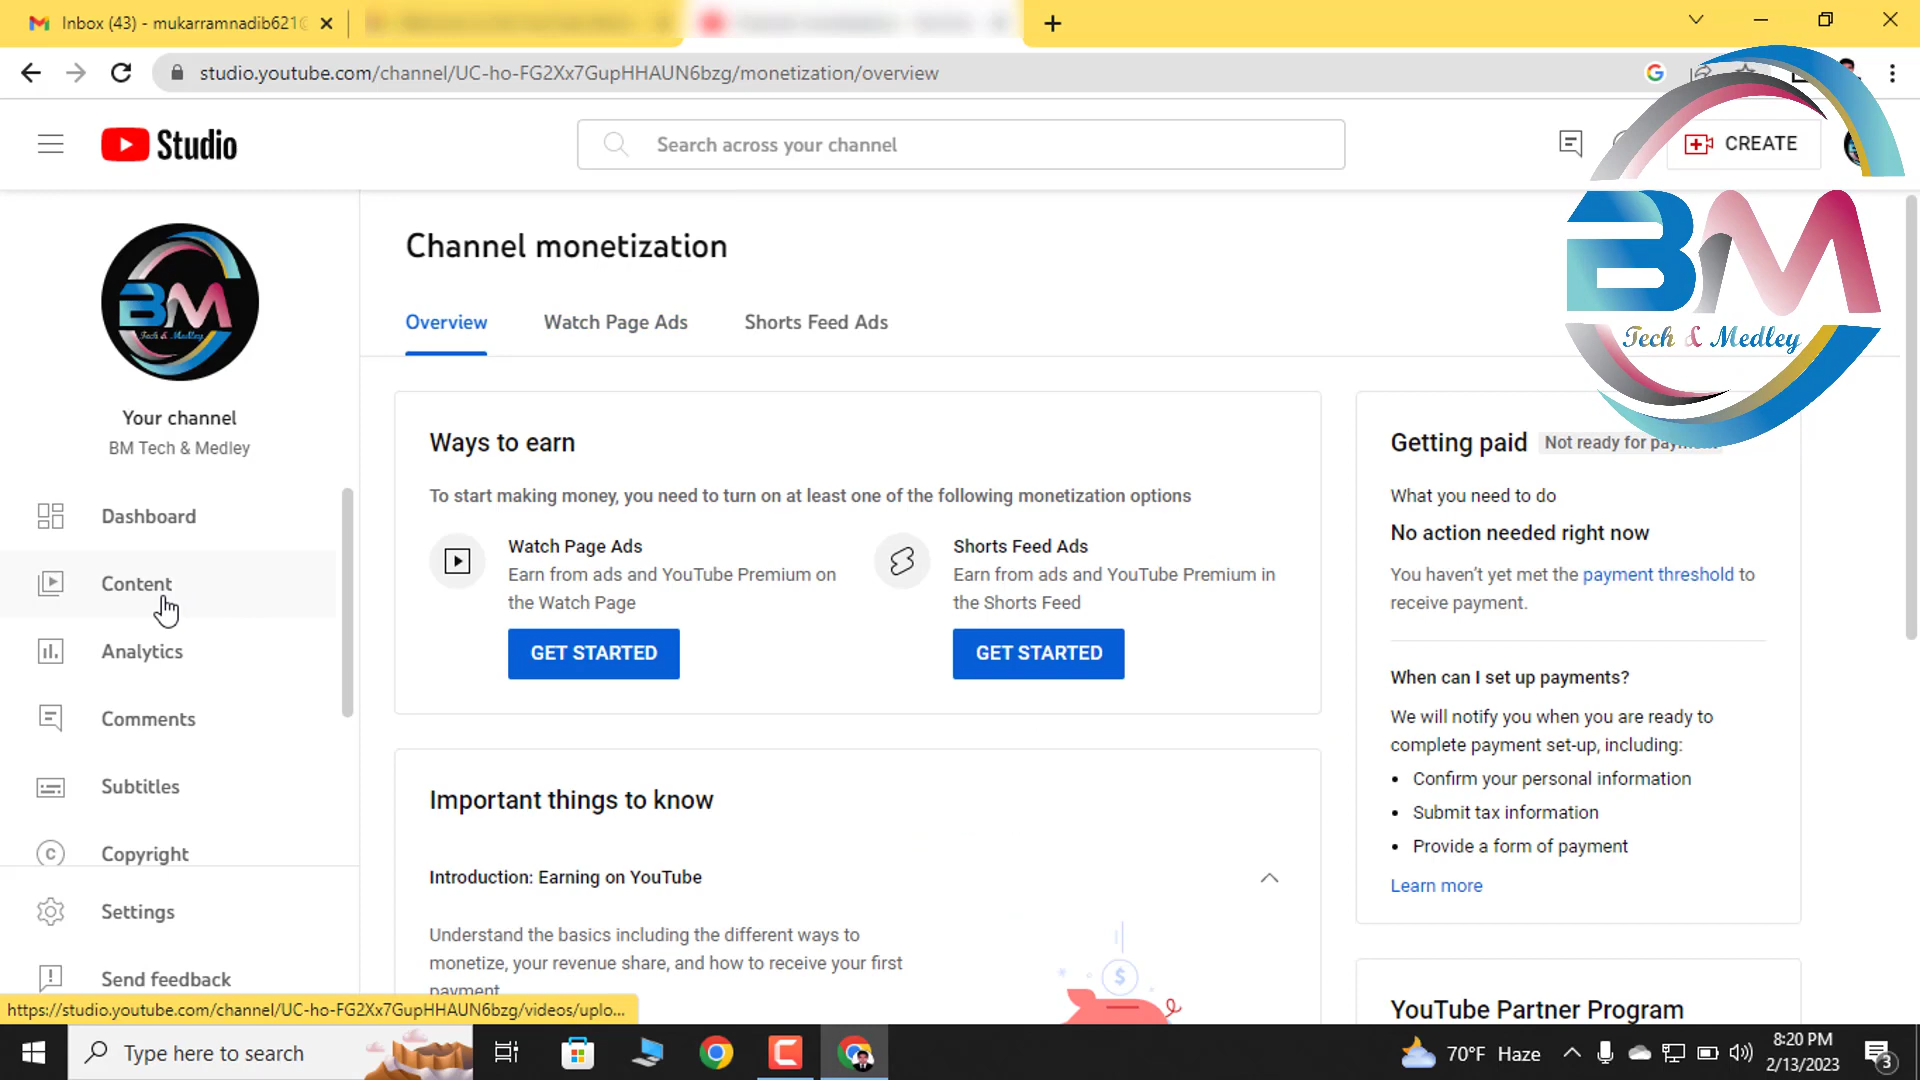 Inbox (43) - mukarramnadib621@
studio.youtube.com/channel/UC-ho-FG2Xx7GupHHAUN6bzg/monetization/overview
Studio
Search across your channel
CREATE
BM
Tech & Medley
BM
Tech & Medley
Your channel
BM Tech & Medley
Dashboard
Content
Analytics
Comments
Subtitles
Copyright
Settings
Send feedback
Channel monetization
Overview
Watch Page Ads
Shorts Feed Ads
Ways to earn
To start making money, you need to turn on at least one of the following monetization options
Watch Page Ads
Earn from ads and YouTube Premium on
the Watch Page
GET STARTED
Shorts Feed Ads
Earn from ads and YouTube Premium in
the Shorts Feed
GET STARTED
Important things to know
Introduction: Earning on YouTube
Understand the basics including the different ways to
monetize, your revenue share, and how to receive your first
payment
Getting paid Not ready for payment
What you need to do
No action needed right now
You haven't yet met the payment threshold to
receive payment.
When can I set up payments?
We will notify you when you are ready to
complete payment set-up, including:
• Confirm your personal information
• Submit tax information
• Provide a form of payment
Learn more
YouTube Partner Program
https://studio.youtube.com/channel/UC-ho-FG2Xx7GupHHAUN6bzg/videos/uplo...
Type here to search
70°F Haze
8:20 PM
2/13/2023
3